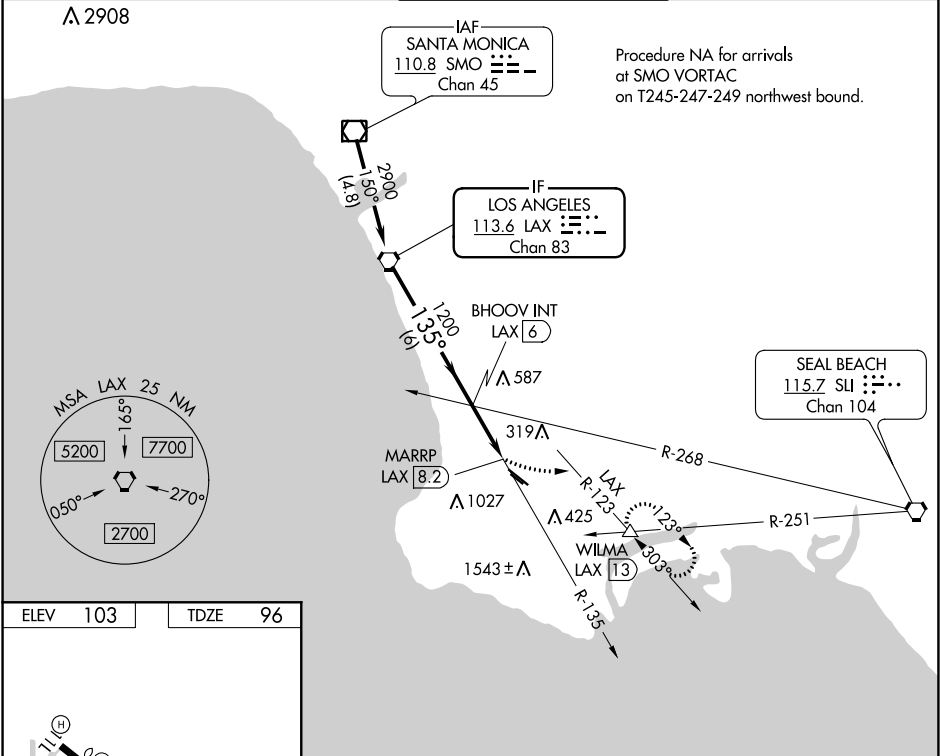 2908
IAF
SANTA MONICA
110.8 SMO
Chan 45
Procedure NA for arrivals
at SMO VORTAC
on T245-247-249 northwest bound.
2900
150°
(4.8)
IF
LOS ANGELES
113.6 LAX
Chan 83
1200
135°
(6)
BHOOV INT
LAX 6
587
SEAL BEACH
115.7 SLI
Chan 104
MSA LAX 25 NM
165°
5200
7700
050°
270°
2700
319
R-268
MARRP
LAX 8.2
LAX
R-123
1027
425
123°
R-251
WILMA
LAX 13
303°
1543 ±
R-135
ELEV 103
TDZE 96
H
11L